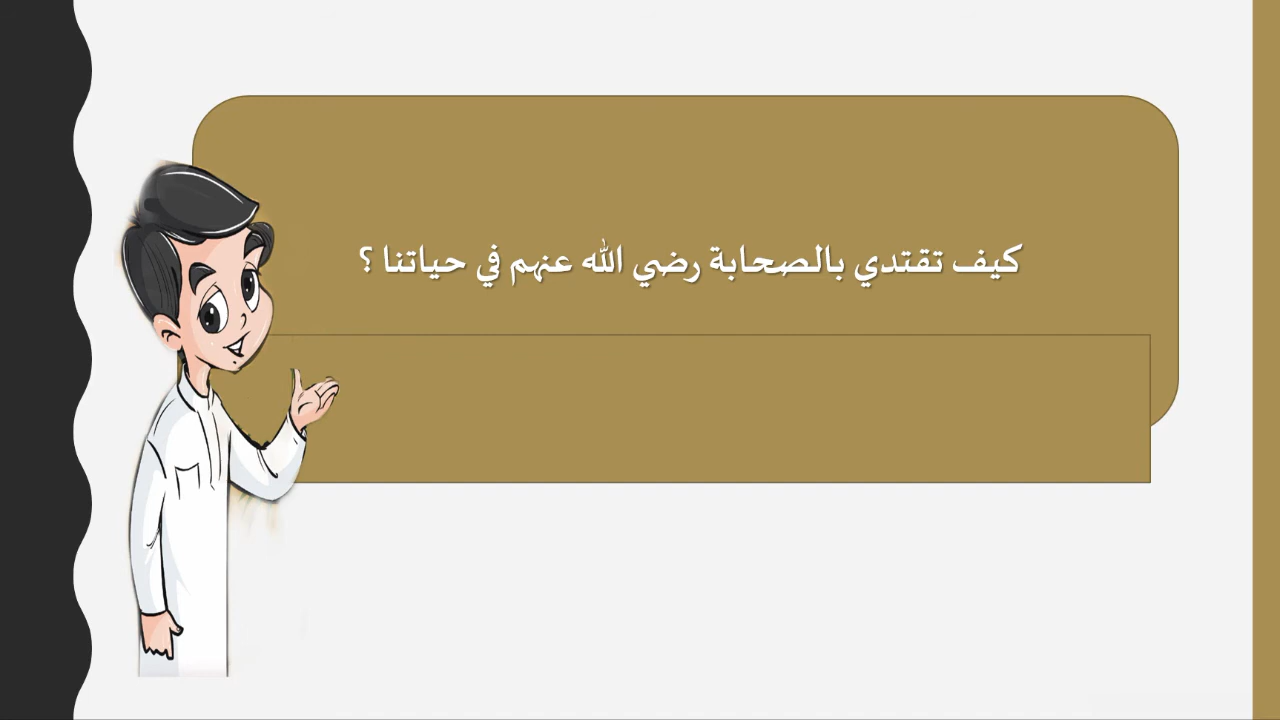 كيف تقتدي بالصحابة رضي الله عنهم في حياتنا ؟